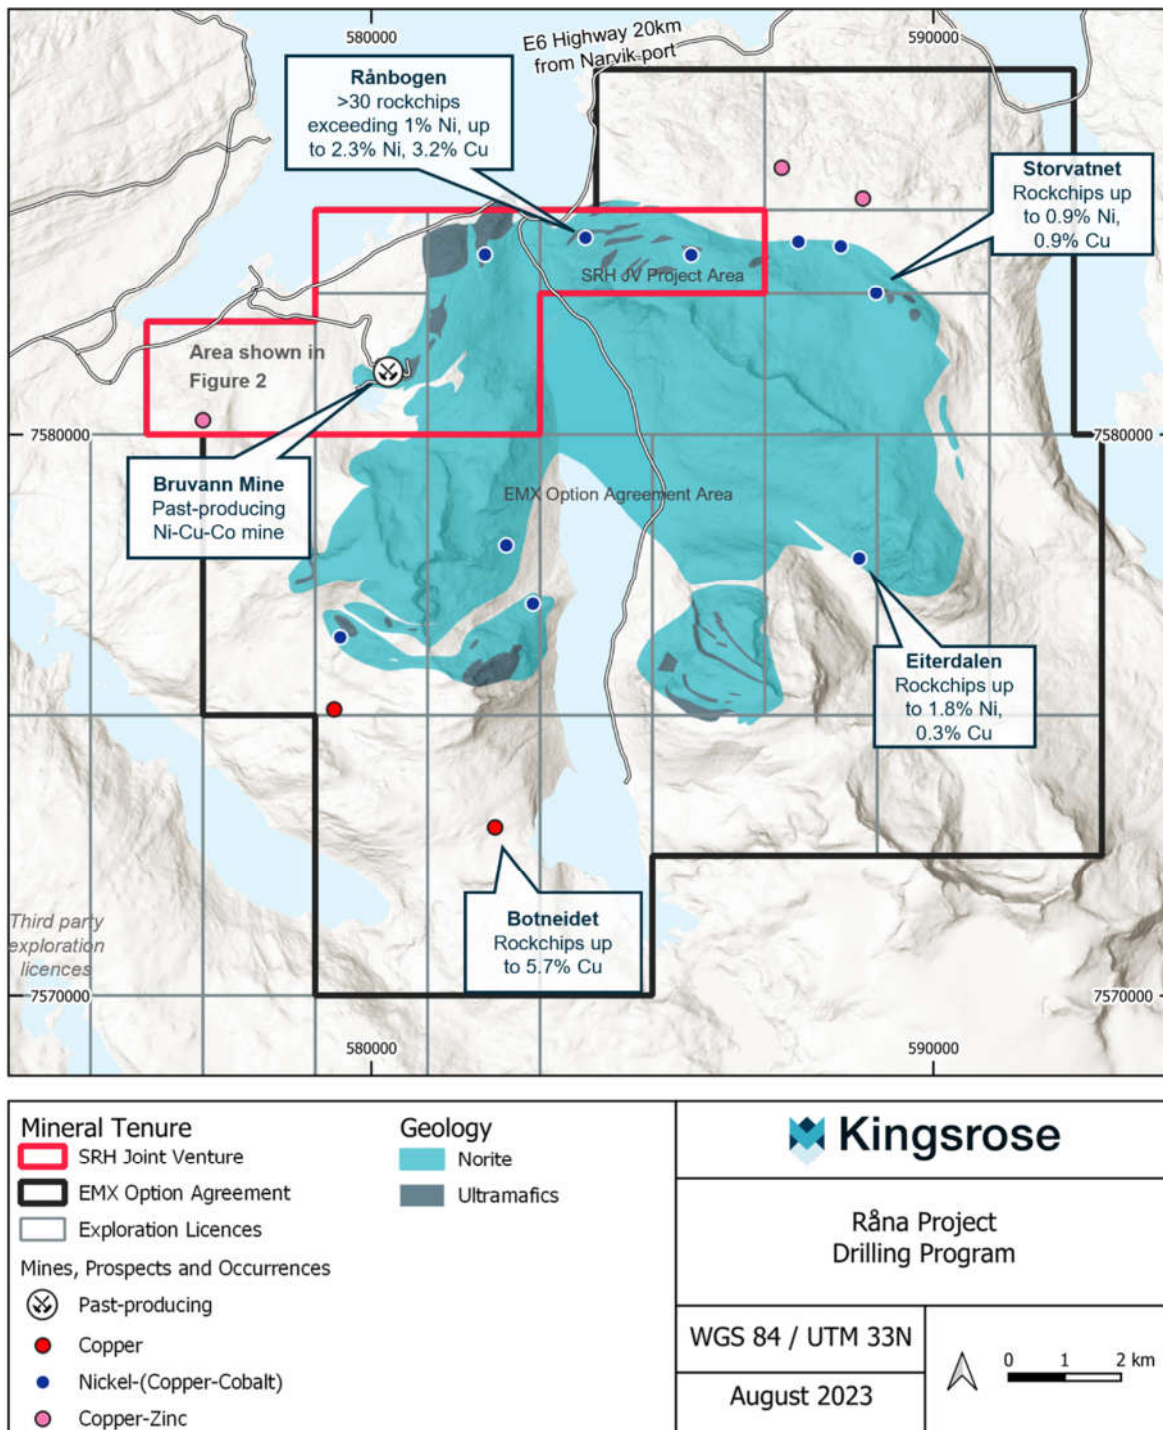 580000
590000
E6 Highway 20km
from Narvik port
Rånbogen
>30 rockchips
exceeding 1% Ni, up
to 2.3% Ni, 3.2% Cu
Storvatnet
Rockchips up
to 0.9% Ni,
0.9% Cu
SRH JV Project Area
Area shown in
Figure 2
7580000
7580000
Bruvann Mine
Past-producing
Ni-Cu-Co mine
EMX Option Agreement Area
Eiterdalen
Rockchips up
to 1.8% Ni,
0.3% Cu
Botneidet
Rockchips up
to 5.7% Cu
Third party
exploration
licences
7570000
7570000
580000
590000
Mineral Tenure
SRH Joint Venture
EMX Option Agreement
Exploration Licences
Mines, Prospects and Occurrences
Past-producing
Copper
Nickel-(Copper-Cobalt)
Copper-Zinc
Geology
Norite
Ultramafics
Kingsrose
Råna Project
Drilling Program
WGS 84 / UTM 33N
August 2023
0 1 2 km